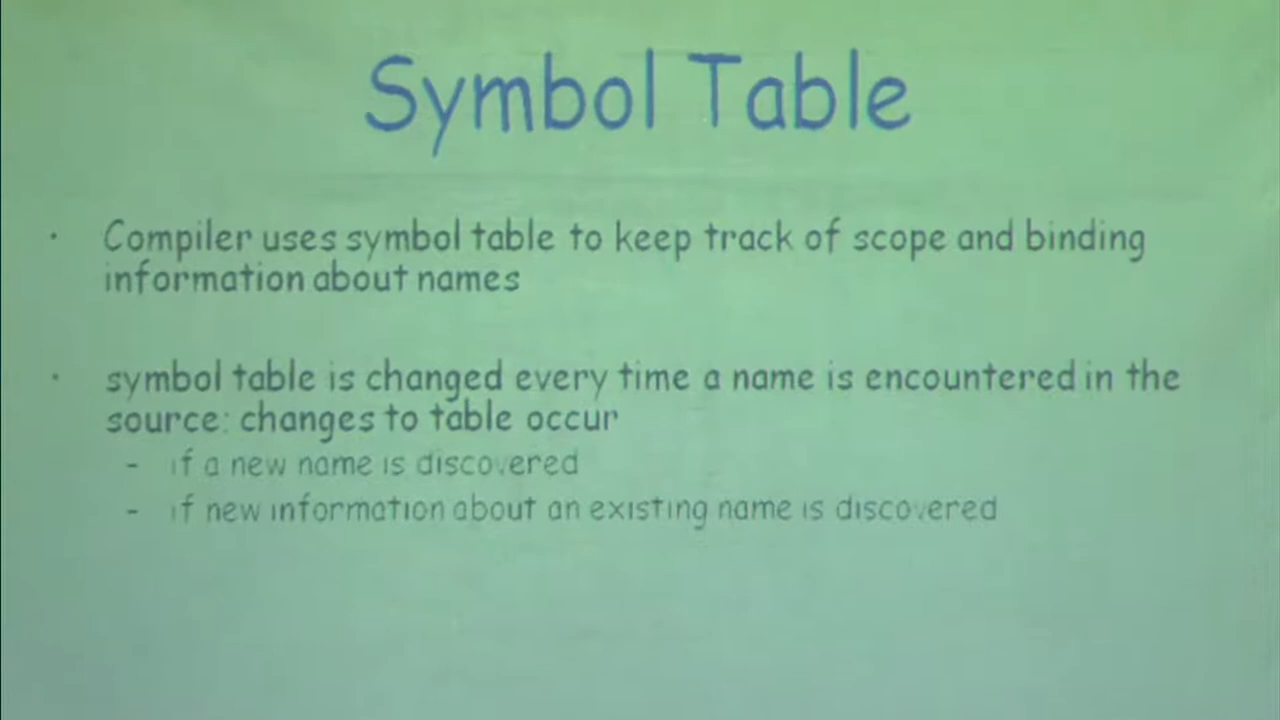 Symbol Table
· Compiler uses symbol table to keep track of scope and binding
information about names
· symbol table is changed every time a name is encountered in the
source: changes to table occur
- if a new name is discovered
- if new information about an existing name is discovered